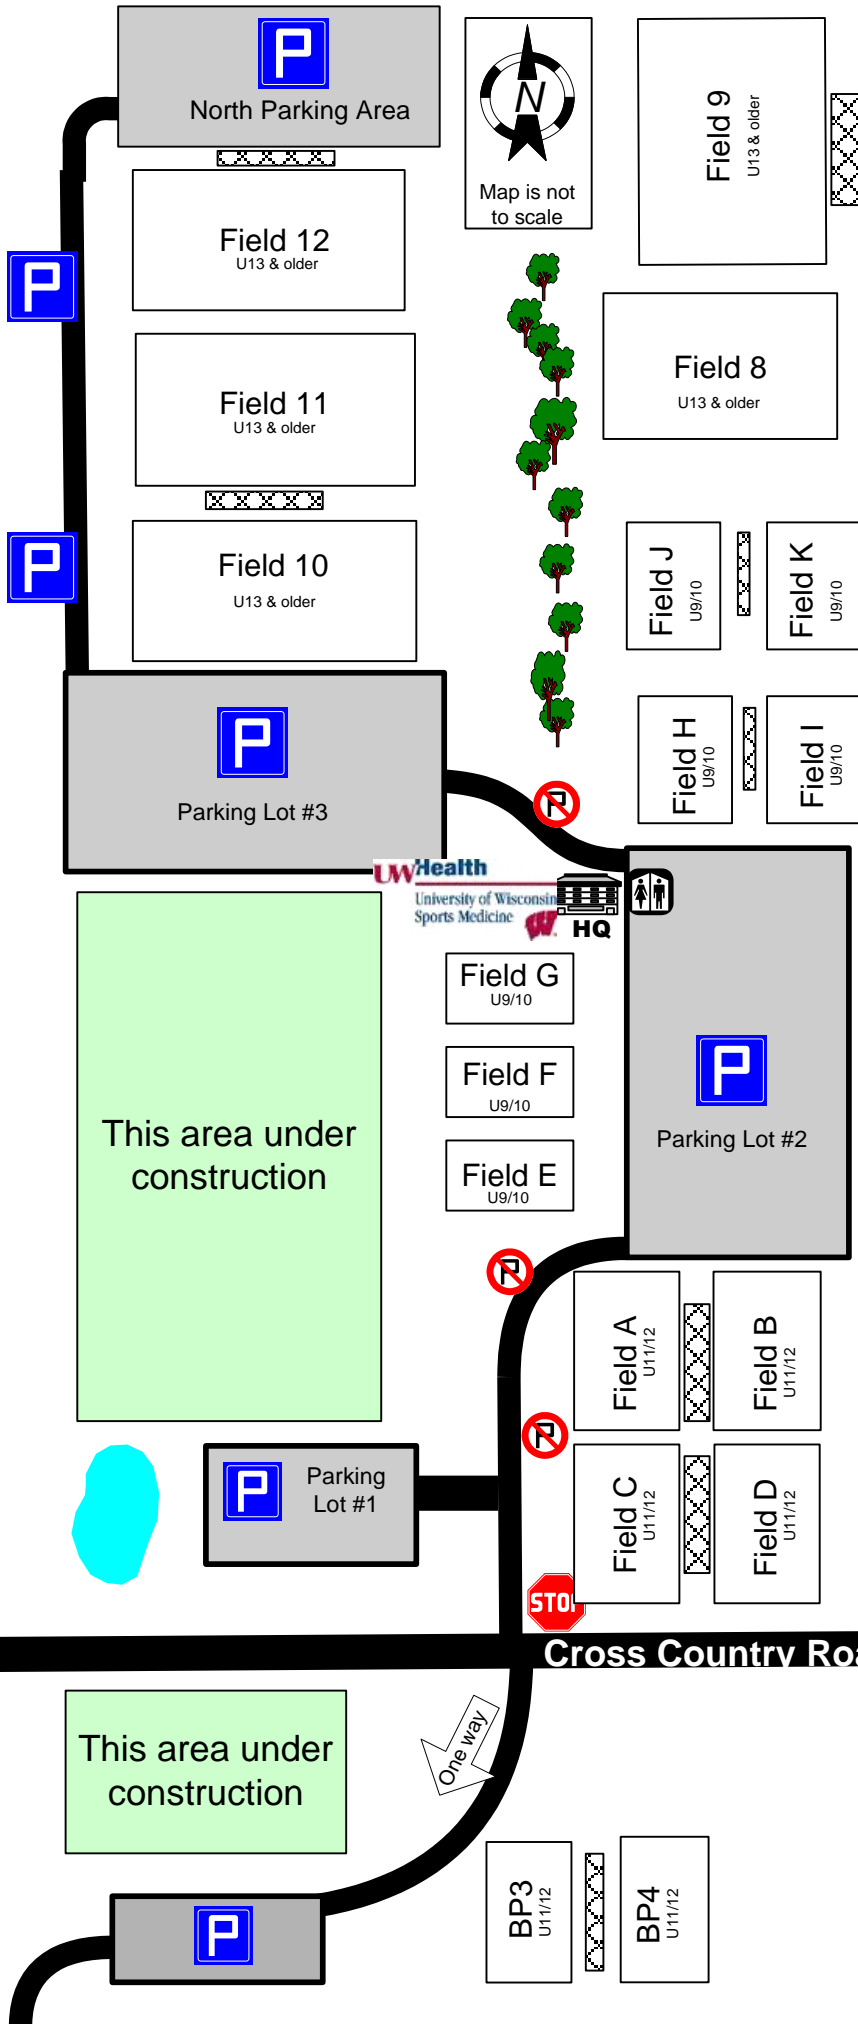 P
North Parking Area
N
Map is not
to scale
Field 9
U13 & older
Field 12
U13 & older
P
Field 8
U13 & older
Field 11
U13 & older
P
Field 10
U13 & older
Field J
U9/10
Field K
U9/10
P
Parking Lot #3
Field H
U9/10
Field I
U9/10
P
UW Health
University of Wisconsin
Sports Medicine
W
HQ
Field G
U9/10
Field F
U9/10
Field E
U9/10
P
Parking Lot #2
This area under
construction
P
Field A
U11/12
Field B
U11/12
P
P
Parking
Lot #1
Field C
U11/12
Field D
U11/12
STOP
Cross Country Roa
This area under
construction
One way
BP3
U11/12
BP4
U11/12
P